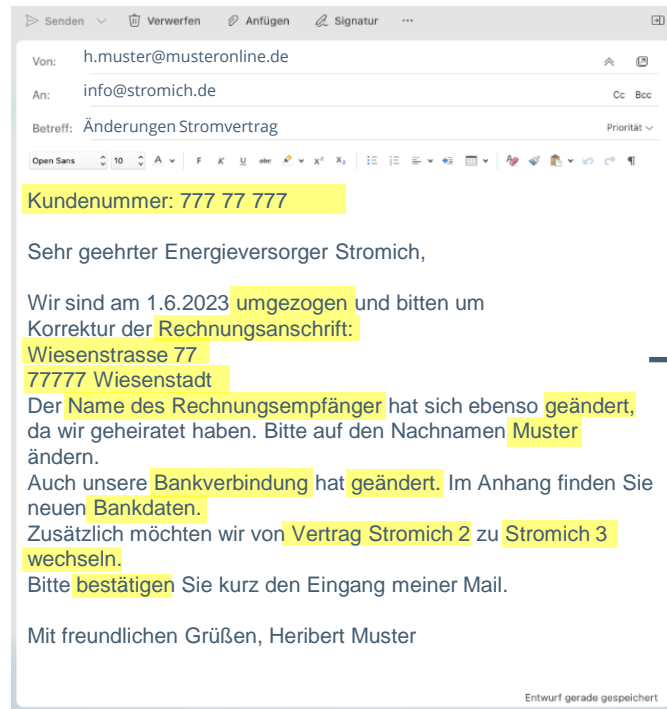 Senden Verwerfen Anfügen Signatur ...
Von: h.muster@musteronline.de
An: info@stromich.de Cc Bcc
Betreff: Änderungen Stromvertrag Priorität
Open Sans 10 A F K U abc x² x₂ ¶
Kundenummer: 777 77 777
Sehr geehrter Energieversorger Stromich,
Wir sind am 1.6.2023 umgezogen und bitten um
Korrektur der Rechnungsanschrift:
Wiesenstrasse 77
77777 Wiesenstadt
Der Name des Rechnungsempfänger hat sich ebenso geändert,
da wir geheiratet haben. Bitte auf den Nachnamen Muster
ändern.
Auch unsere Bankverbindung hat geändert. Im Anhang finden Sie
neuen Bankdaten.
Zusätzlich möchten wir von Vertrag Stromich 2 zu Stromich 3
wechseln.
Bitte bestätigen Sie kurz den Eingang meiner Mail.
Mit freundlichen Grüßen, Heribert Muster
Entwurf gerade gespeichert